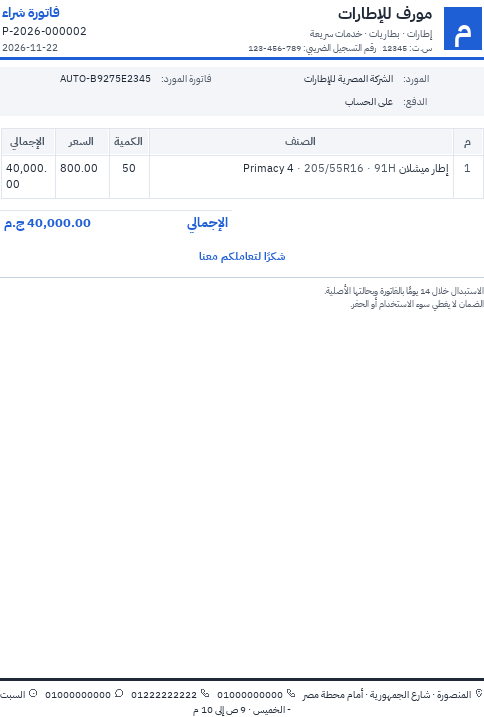 م
مورف للإطارات
إطارات · بطاريات · خدمات سريعة
س.ت: 12345 رقم التسجيل الضريبي: 789-456-123
فاتورة شراء
P-2026-000002
2026-11-22
المورد: الشركة المصرية للإطارات
فاتورة المورد: AUTO-B9275E2345
الدفع: على الحساب
م الصنف الكمية السعر الإجمالي
1 إطار ميشلان Primacy 4 · 205/55R16 · 91H 50 800.00 40,000.00
الإجمالي 40,000.00 ج.م
شكرًا لتعاملكم معنا
الاستبدال خلال 14 يومًا بالفاتورة وبحالتها الأصلية.
الضمان لا يغطي سوء الاستخدام أو الحفر.
المنصورة · شارع الجمهورية · أمام محطة مصر 01000000000 01222222222 01000000000 السبت
- الخميس · 9 ص إلى 10 م